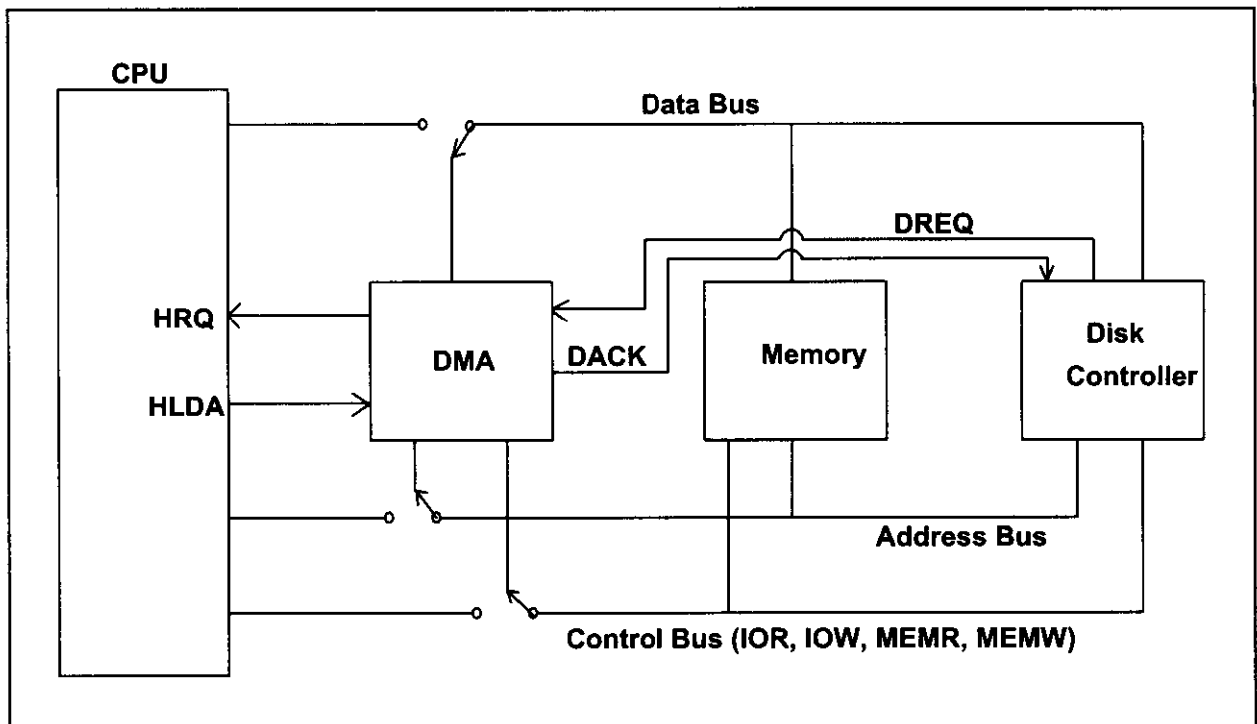 CPU
Data Bus
DREQ
HRQ
DMA
DACK
Memory
Disk
Controller
HLDA
Address Bus
Control Bus (IOR, IOW, MEMR, MEMW)